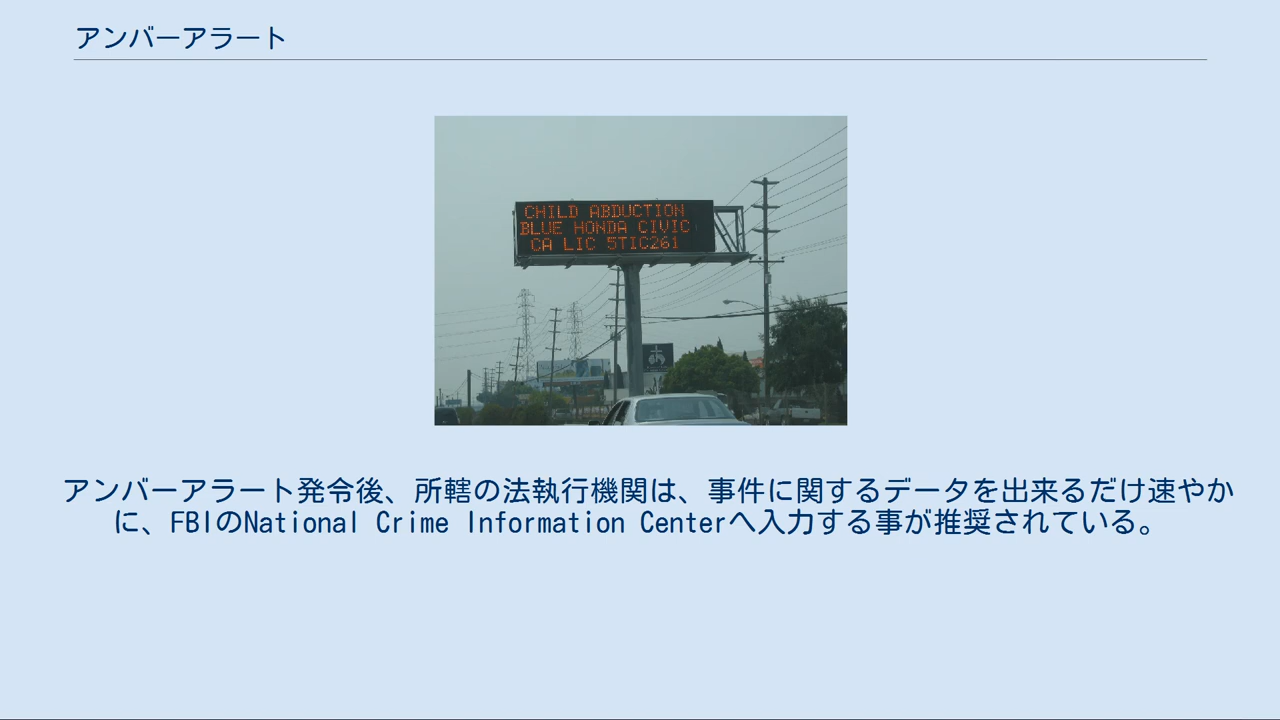 アンバーアラート
CHILD ABDUCTION
BLUE HONDA CIVIC
CA LIC 5TIC261
アンバーアラート発令後、所轄の法執行機関は、事件に関するデータを出来るだけ速やか
に、FBIのNational Crime Information Centerへ入力する事が推奨されている。